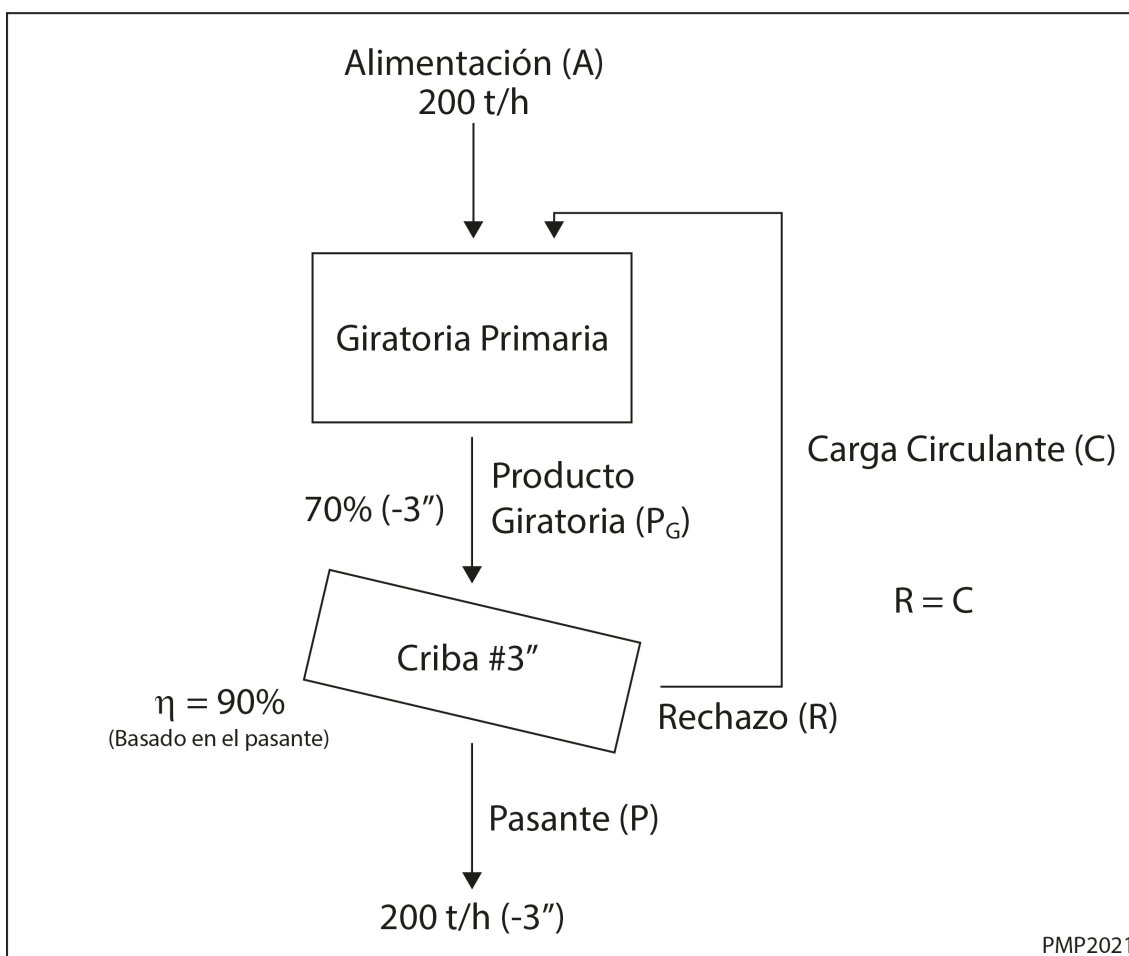 Alimentación (A)
200 t/h
Giratoria Primaria
Carga Circulante (C)
Producto
70% (-3″)
Giratoria (PG)
R = C
Criba #3″
η = 90%
(Basado en el pasante)
Rechazo (R)
Pasante (P)
200 t/h (-3″)
PMP2021